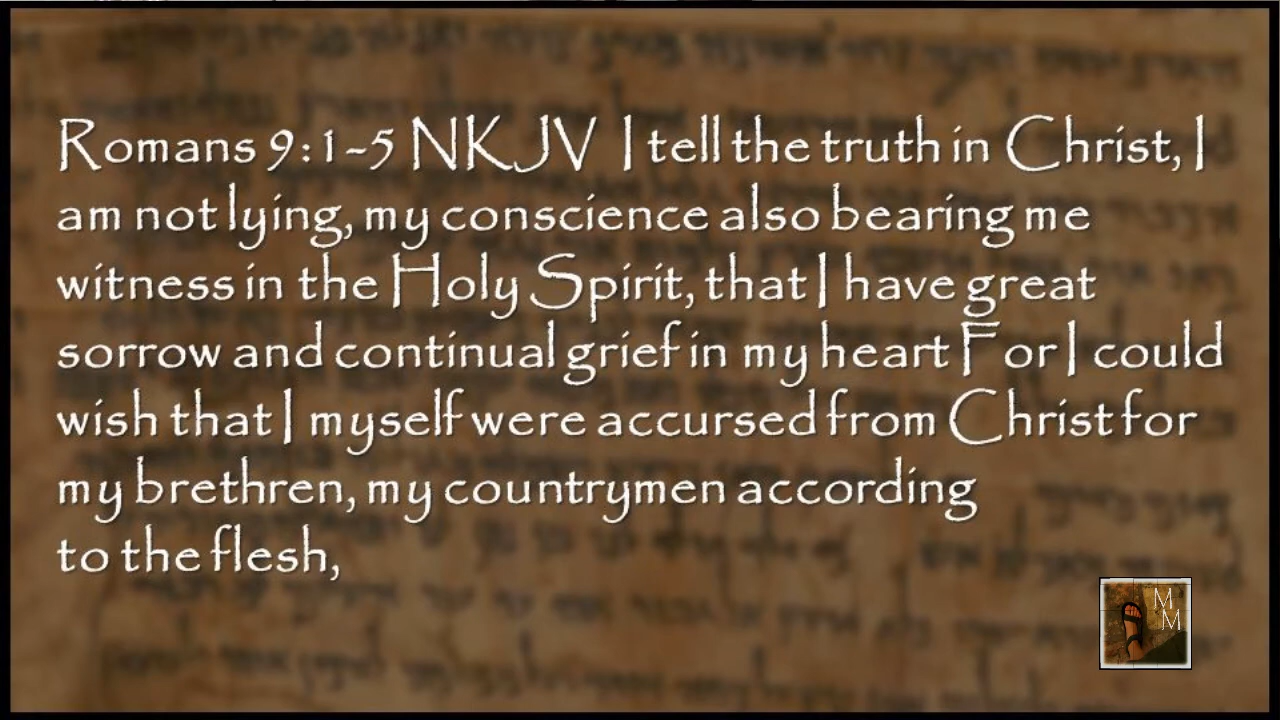 Romans 9:1-5 NKJV I tell the truth in Christ, I
am not lying, my conscience also bearing me
witness in the Holy Spirit, that I have great
sorrow and continual grief in my heart For I could
wish that I myself were accursed from Christ for
my brethren, my countrymen according
to the flesh,
M
M